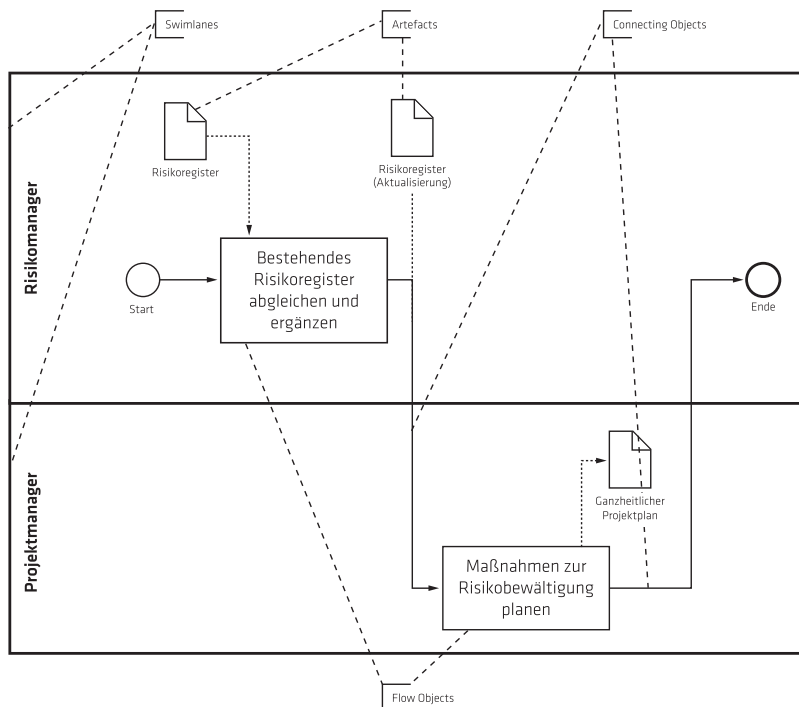 Swimlanes
Artefacts
Connecting Objects
Risikomanager
Risikoregister
Risikoregister
(Aktualisierung)
Start
Bestehendes
Risikoregister
abgleichen und
ergänzen
Ende
Projektmanager
Ganzheitlicher
Projektplan
Maßnahmen zur
Risikobewältigung
planen
Flow Objects